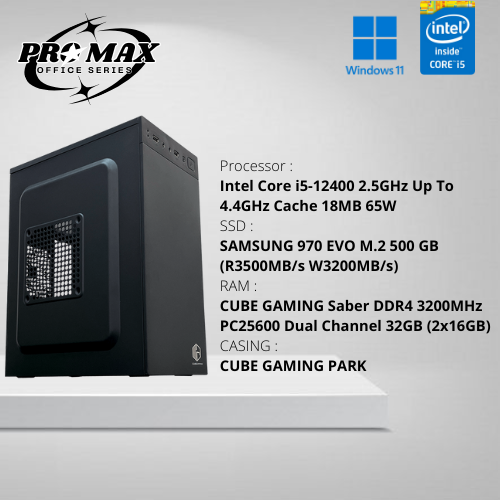 PRO MAX
OFFICE SERIES
Windows 11
intel
inside
CORE i5
Processor :
Intel Core i5-12400 2.5GHz Up To
4.4GHz Cache 18MB 65W
SSD :
SAMSUNG 970 EVO M.2 500 GB
(R3500MB/s W3200MB/s)
RAM :
CUBE GAMING Saber DDR4 3200MHz
PC25600 Dual Channel 32GB (2x16GB)
CASING :
CUBE GAMING PARK